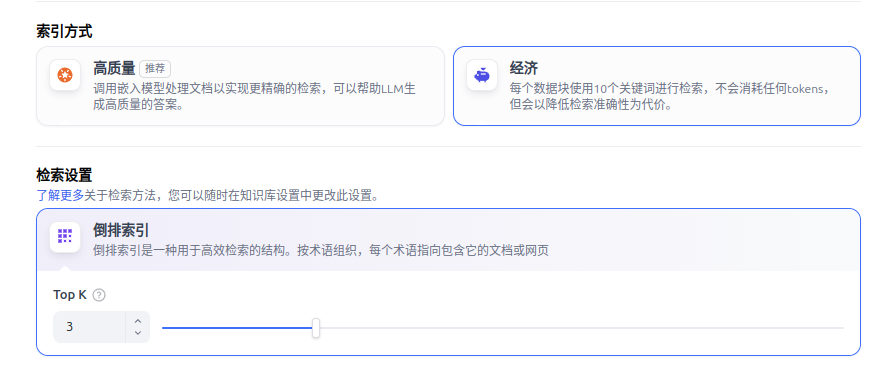 索引方式
高质量 推荐
调用嵌入模型处理文档以实现更精确的检索，可以帮助LLM生
成高质量的答案。
经济
每个数据块使用10个关键词进行检索，不会消耗任何tokens，
但会以降低检索准确性为代价。
检索设置
了解更多关于检索方法，您可以随时在知识库设置中更改此设置。
倒排索引
倒排索引是一种用于高效检索的结构。按术语组织，每个术语指向包含它的文档或网页
Top K ?
3